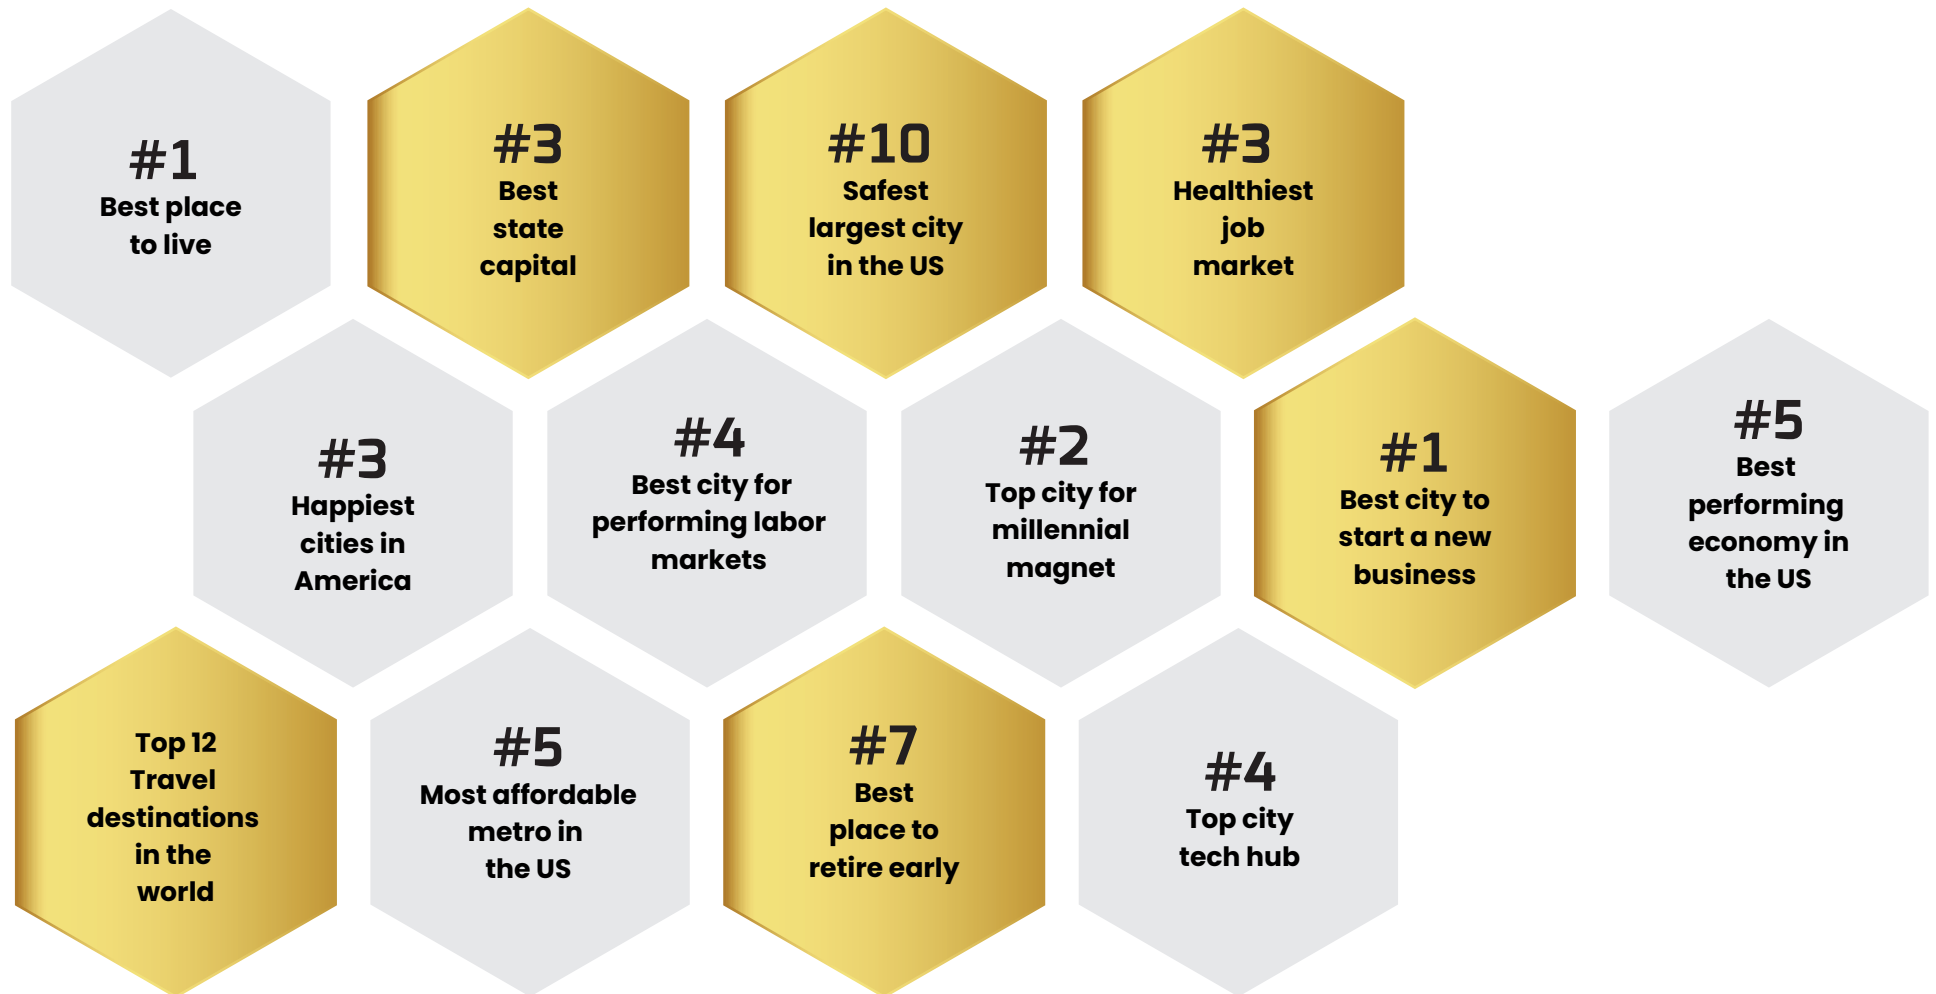 #1
Best place
to live
#3
Best
state
capital
#10
Safest
largest city
in the US
#3
Healthiest
job
market
#3
Happiest
cities in
America
#4
Best city for
performing labor
markets
#2
Top city for
millennial
magnet
#1
Best city to
start a new
business
#5
Best
performing
economy in
the US
Top 12
Travel
destinations
in the
world
#5
Most affordable
metro in
the US
#7
Best
place to
retire early
#4
Top city
tech hub